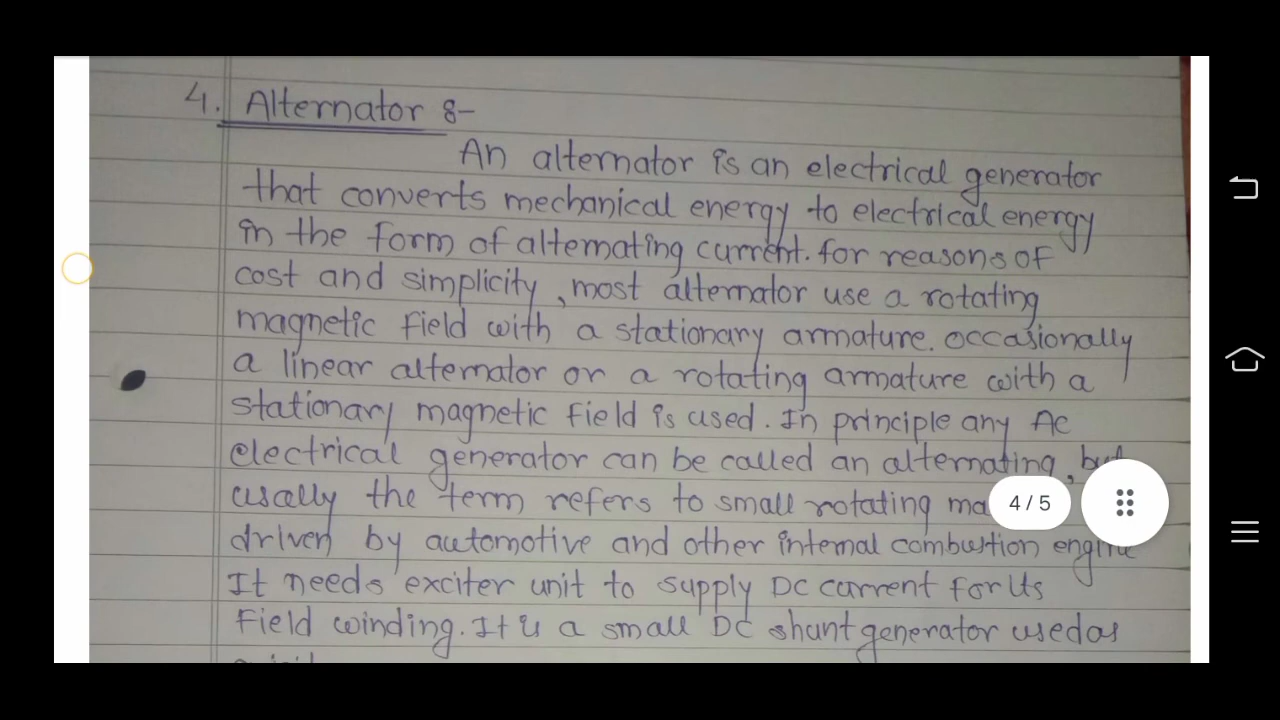 4. Alternator 8-
An alternator is an electrical generator
that converts mechanical energy to electrical energy
in the form of alternating current. for reasons of
cost and simplicity, most alternator use a rotating
magnetic field with a stationary armature. occasionally
a linear alternator or a rotating armature with a
stationary magnetic field is used. In principle any Ac
electrical generator can be called an alternating, but
usally the term refers to small rotating
4/5
driven by automotive and other internal combustion engine
It needs exciter unit to supply DC current for its
field winding. It is a small DC shunt generator used as